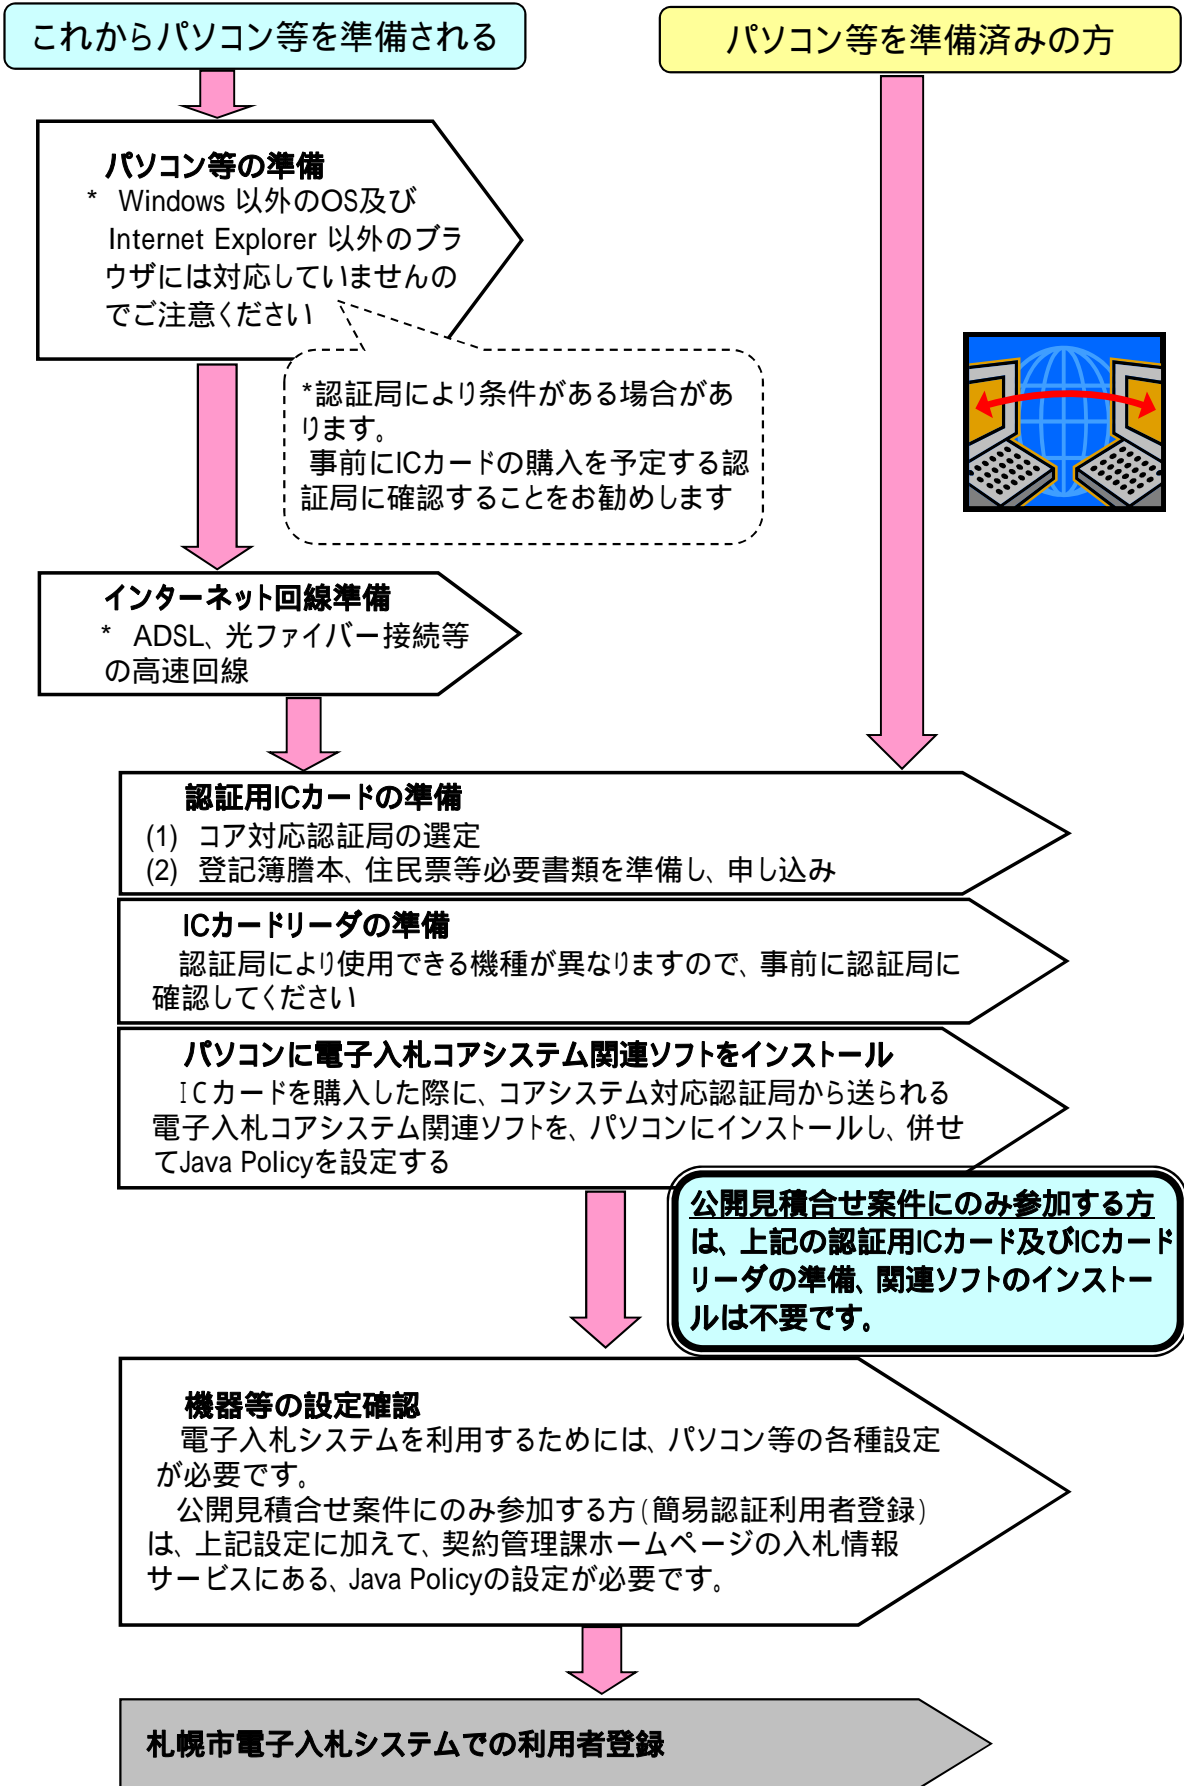 これからパソコン等を準備される
パソコン等を準備済みの方
パソコン等の準備
* Windows 以外のOS及び
Internet Explorer 以外のブラ
ウザには対応していませんの
でご注意ください
*認証局により条件がある場合があ
ります。
事前にICカードの購入を予定する認
証局に確認することをお勧めします
インターネット回線準備
* ADSL、光ファイバー接続等
の高速回線
認証用ICカードの準備
(1) コア対応認証局の選定
(2) 登記簿謄本、住民票等必要書類を準備し、申し込み
ICカードリーダの準備
認証局により使用できる機種が異なりますので、事前に認証局に
確認してください
パソコンに電子入札コアシステム関連ソフトをインストール
ICカードを購入した際に、コアシステム対応認証局から送られる
電子入札コアシステム関連ソフトを、パソコンにインストールし、併せ
てJava Policyを設定する
公開見積合せ案件にのみ参加する方
は、上記の認証用ICカード及びICカード
リーダの準備、関連ソフトのインストー
ルは不要です。
機器等の設定確認
電子入札システムを利用するためには、パソコン等の各種設定
が必要です。
公開見積合せ案件にのみ参加する方(簡易認証利用者登録)
は、上記設定に加えて、契約管理課ホームページの入札情報
サービスにある、Java Policyの設定が必要です。
札幌市電子入札システムでの利用者登録